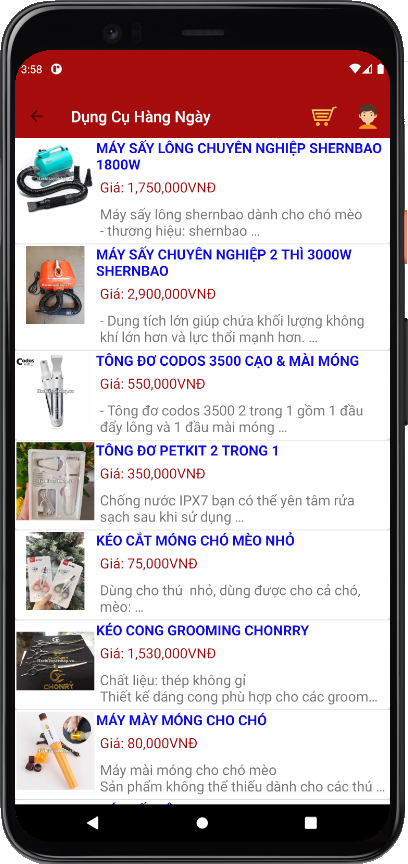 3:58
Dụng Cụ Hàng Ngày
MÁY SẤY LÔNG CHUYÊN NGHIỆP SHERNBAO
1800W
Giá: 1,750,000VNĐ
Máy sấy lông shernbao dành cho chó mèo
- thương hiệu: shernbao ...
MÁY SẤY CHUYÊN NGHIỆP 2 THÌ 3000W
SHERNBAO
Giá: 2,900,000VNĐ
- Dung tích lớn giúp chứa khối lượng không
khí lớn hơn và lực thổi mạnh hơn. ...
Codos
TÔNG ĐƠ CODOS 3500 CẠO & MÀI MÓNG
Giá: 550,000VNĐ
- Tông đơ codos 3500 2 trong 1 gồm 1 đầu
đẩy lông và 1 đầu mài móng ...
TÔNG ĐƠ PETKIT 2 TRONG 1
Giá: 350,000VNĐ
Chống nước IPX7 bạn có thể yên tâm rửa
sạch sau khi sử dụng ...
KÉO CẮT MÓNG CHÓ MÈO NHỎ
Giá: 75,000VNĐ
Dùng cho thú  nhỏ, dùng được cho cả chó,
mèo: ...
CHONRY
KÉO CONG GROOMING CHONRRY
Giá: 1,530,000VNĐ
Chất liệu: thép không gỉ
Thiết kế dáng cong phù hợp cho các groom...
MÁY MÀY MÓNG CHO CHÓ
Giá: 80,000VNĐ
Máy mài móng cho chó mèo
Sản phẩm không thể thiếu dành cho các thú ...